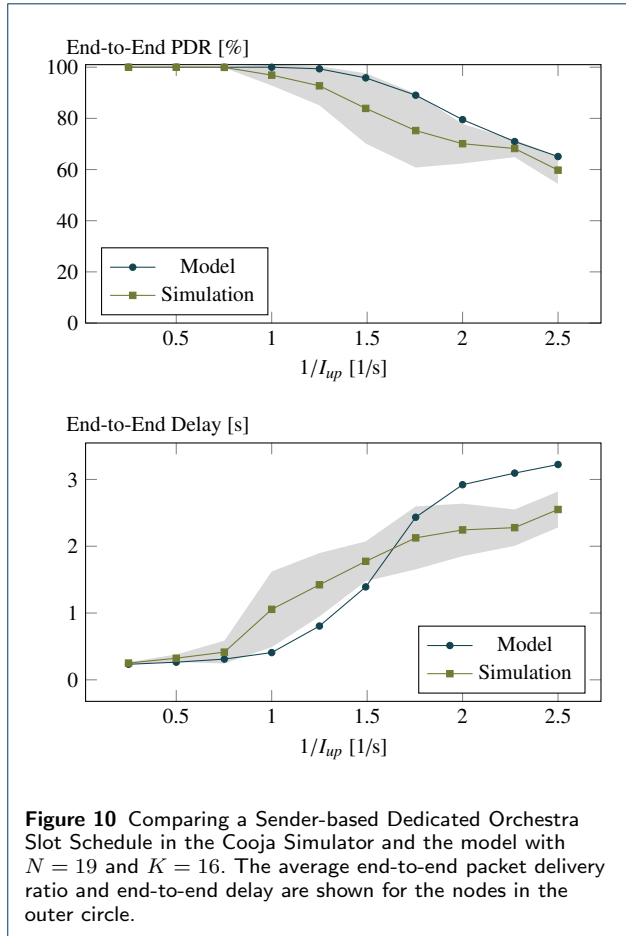 End-to-End PDR [%]
100
80
60
40
20
0
Model
Simulation
0.5 1 1.5 2 2.5
1/I_up [1/s]
End-to-End Delay [s]
3
2
1
0
Model
Simulation
0.5 1 1.5 2 2.5
1/I_up [1/s]
Figure 10 Comparing a Sender-based Dedicated Orchestra
Slot Schedule in the Cooja Simulator and the model with
N = 19 and K = 16. The average end-to-end packet delivery
ratio and end-to-end delay are shown for the nodes in the
outer circle.